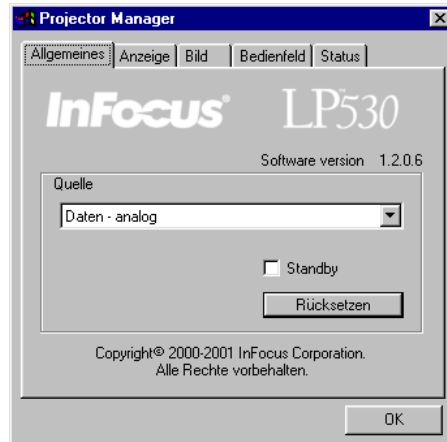 Projector Manager
Allgemeines Anzeige Bild Bedienfeld Status
InFocus® LP™530
Software version 1.2.0.6
Quelle
Daten - analog
Standby
Rücksetzen
Copyright© 2000-2001 InFocus Corporation.
Alle Rechte vorbehalten.
OK